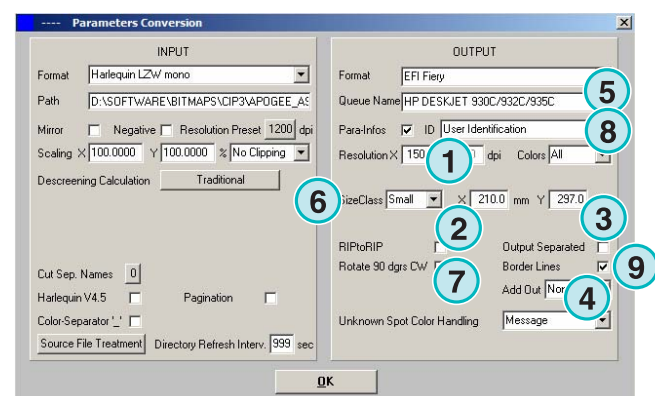 ---- Parameters Conversion
INPUT
Format Harlequin LZW mono
Path D:\SOFTWARE\BITMAPS\CIP3\APOGEE_AS
Mirror Negative Resolution Preset 1200 dpi
Scaling X 100.0000 Y 100.0000 % No Clipping
Descreening Calculation Traditional
Cut Sep. Names 0
Harlequin V4.5 Pagination
Color-Separator '_'
Source File Treatment Directory Refresh Interv. 999 sec
OUTPUT
Format EFI Fiery
Queue Name HP DESKJET 930C/932C/935C 5
Para-Infos ID User Identification 8
Resolution X 150 1 dpi Colors All
6 SizeClass Small X 210.0 mm Y 297.0
2 3
RIPtoRIP Output Separated
Rotate 90 dgrs CW 7 Border Lines 9
Add Out 4
Unknown Spot Color Handling Message
OK